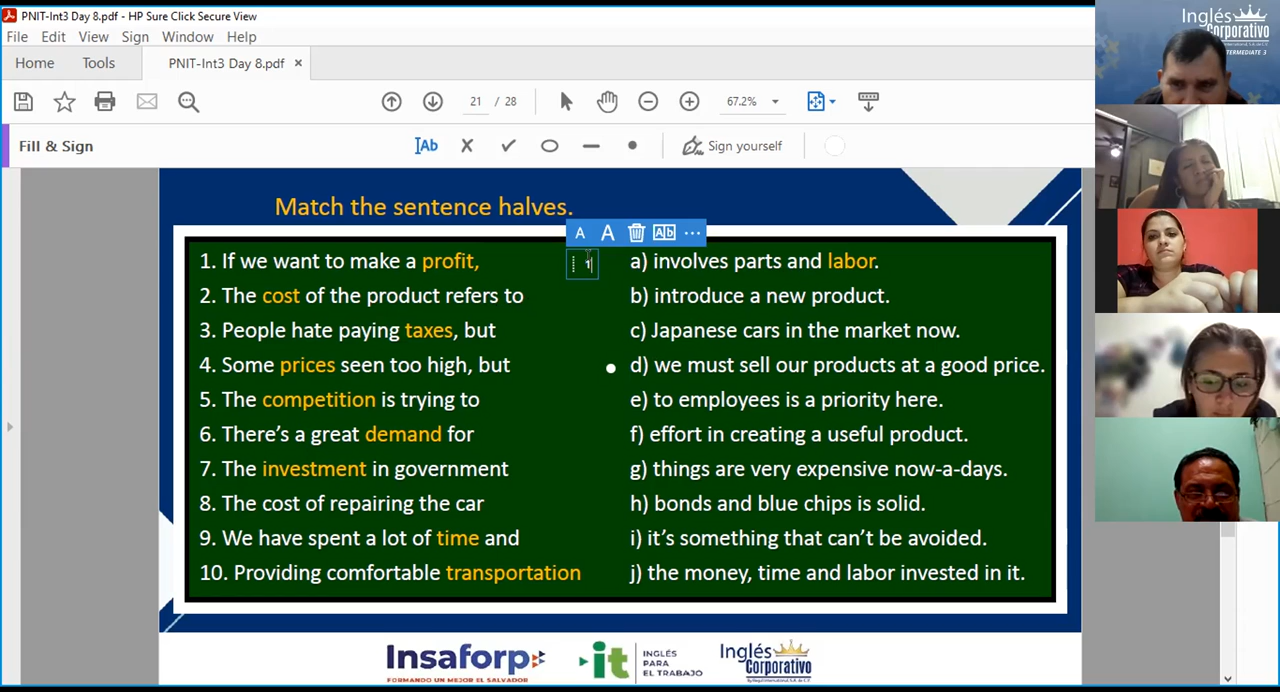 PNIT-Int3 Day 8.pdf - HP Sure Click Secure View
File Edit View Sign Window Help
Home Tools PNIT-Int3 Day 8.pdf ×
21 / 28 67.2%
Fill & Sign Ab Sign yourself
Match the sentence halves.
A A Ab ...
1. If we want to make a profit, 1 a) involves parts and labor.
2. The cost of the product refers to b) introduce a new product.
3. People hate paying taxes, but c) Japanese cars in the market now.
4. Some prices seen too high, but d) we must sell our products at a good price.
5. The competition is trying to e) to employees is a priority here.
6. There's a great demand for f) effort in creating a useful product.
7. The investment in government g) things are very expensive now-a-days.
8. The cost of repairing the car h) bonds and blue chips is solid.
9. We have spent a lot of time and i) it's something that can't be avoided.
10. Providing comfortable transportation j) the money, time and labor invested in it.
Insaforp
FORMANDO UN MEJOR EL SALVADOR
it INGLÉS PARA EL TRABAJO
Inglés Corporativo
Inglés Corporativo
INTERMEDIATE 3